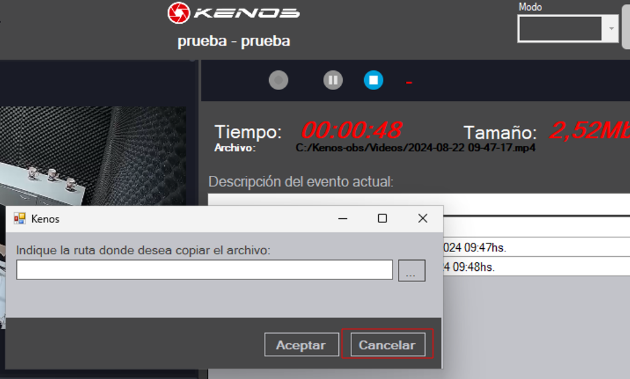 KENOS
Modo
prueba - prueba
-
Tiempo: 00:00:48 Tamaño: 2,52MB
Archivo: C:/Kenos-obs/Videos/2024-08-22 09-47-17.mp4
Descripción del evento actual:
Kenos
024 09:47hs.
Indique la ruta donde desea copiar el archivo:
...
4 09:48hs.
Aceptar Cancelar